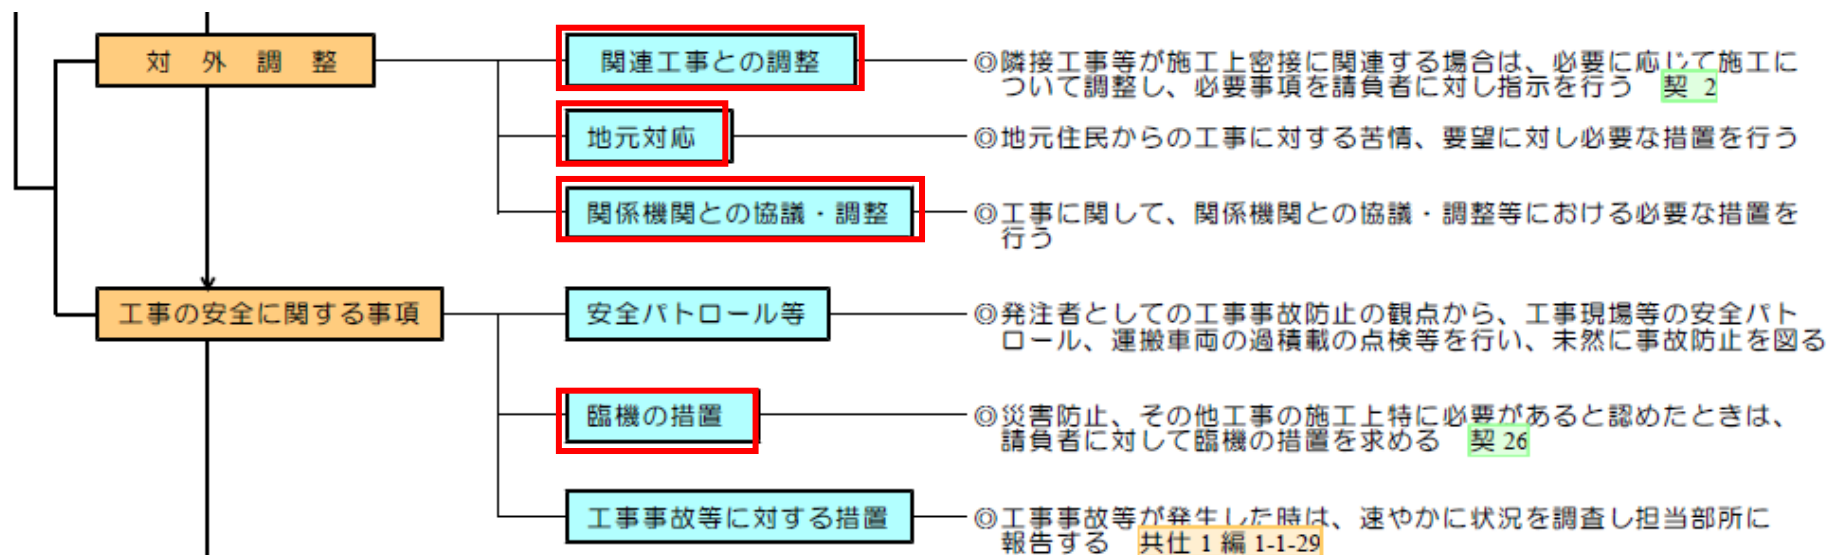 対 外 調 整
関連工事との調整
◎隣接工事等が施工上密接に関連する場合は、必要に応じて施工に
ついて調整し、必要事項を請負者に対し指示を行う 契 2
地元対応
◎地元住民からの工事に対する苦情、要望に対し必要な措置を行う
関係機関との協議・調整
◎工事に関して、関係機関との協議・調整等における必要な措置を
行う
工事の安全に関する事項
安全パトロール等
◎発注者としての工事事故防止の観点から、工事現場等の安全パト
ロール、運搬車両の過積載の点検等を行い、未然に事故防止を図る
臨機の措置
◎災害防止、その他工事の施工上特に必要があると認めたときは、
請負者に対して臨機の措置を求める 契 26
工事事故等に対する措置
◎工事事故等が発生した時は、速やかに状況を調査し担当部所に
報告する 共仕 1 編 1-1-29